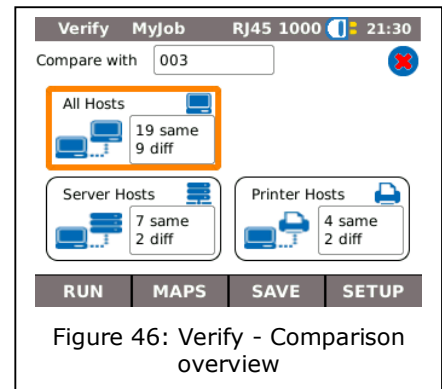 Verify MyJob RJ45 1000 21:30
Compare with 003
All Hosts
19 same
9 diff
Server Hosts
7 same
2 diff
Printer Hosts
4 same
2 diff
RUN MAPS SAVE SETUP
Figure 46: Verify - Comparison
overview